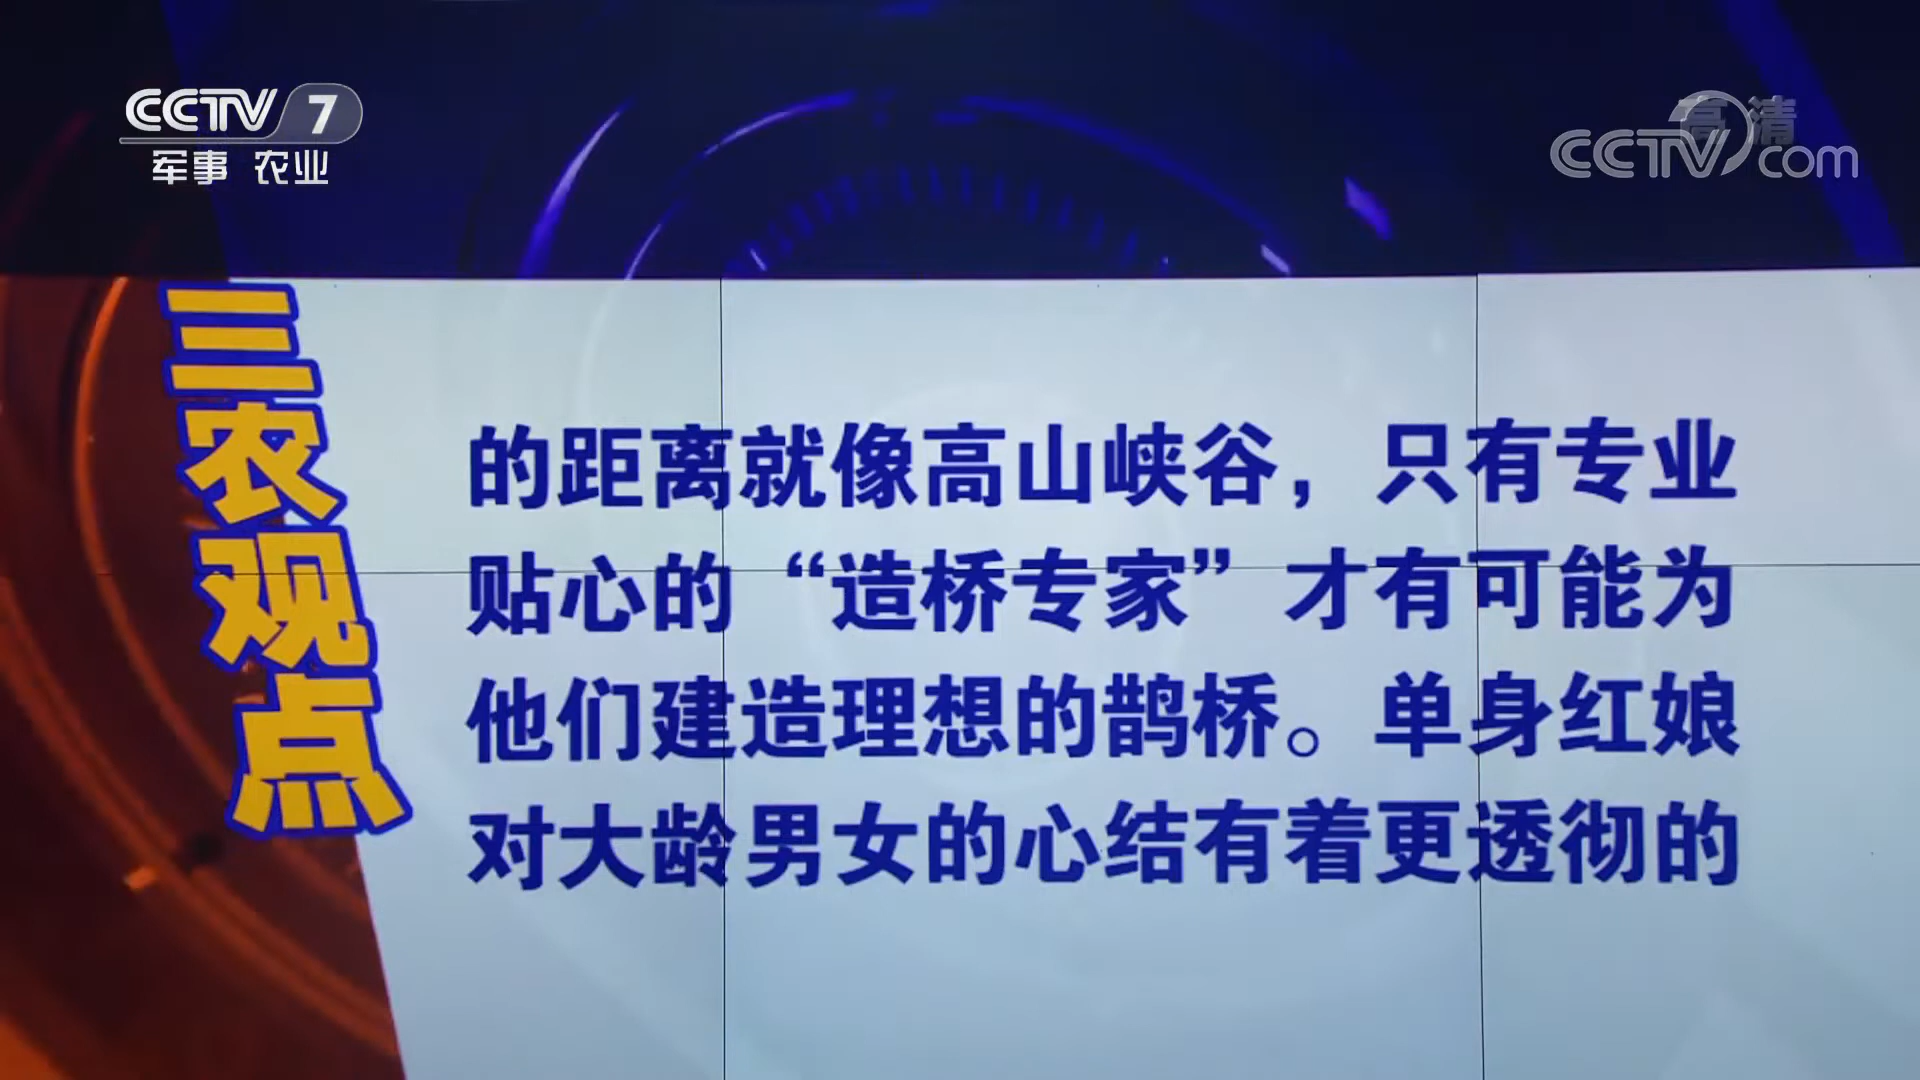 CCTV 7
军事 农业
高清
CCTV com
三农观点
的距离就像高山峡谷，只有专业
贴心的“造桥专家”才有可能为
他们建造理想的鹊桥。单身红娘
对大龄男女的心结有着更透彻的